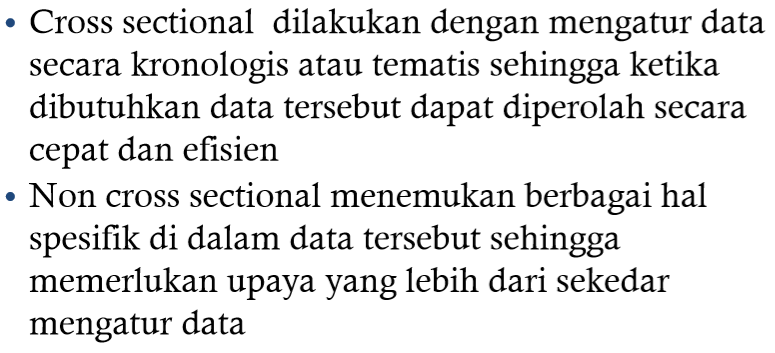 • Cross sectional  dilakukan dengan mengatur data
secara kronologis atau tematis sehingga ketika
dibutuhkan data tersebut dapat diperolah secara
cepat dan efisien
• Non cross sectional menemukan berbagai hal
spesifik di dalam data tersebut sehingga
memerlukan upaya yang lebih dari sekedar
mengatur data